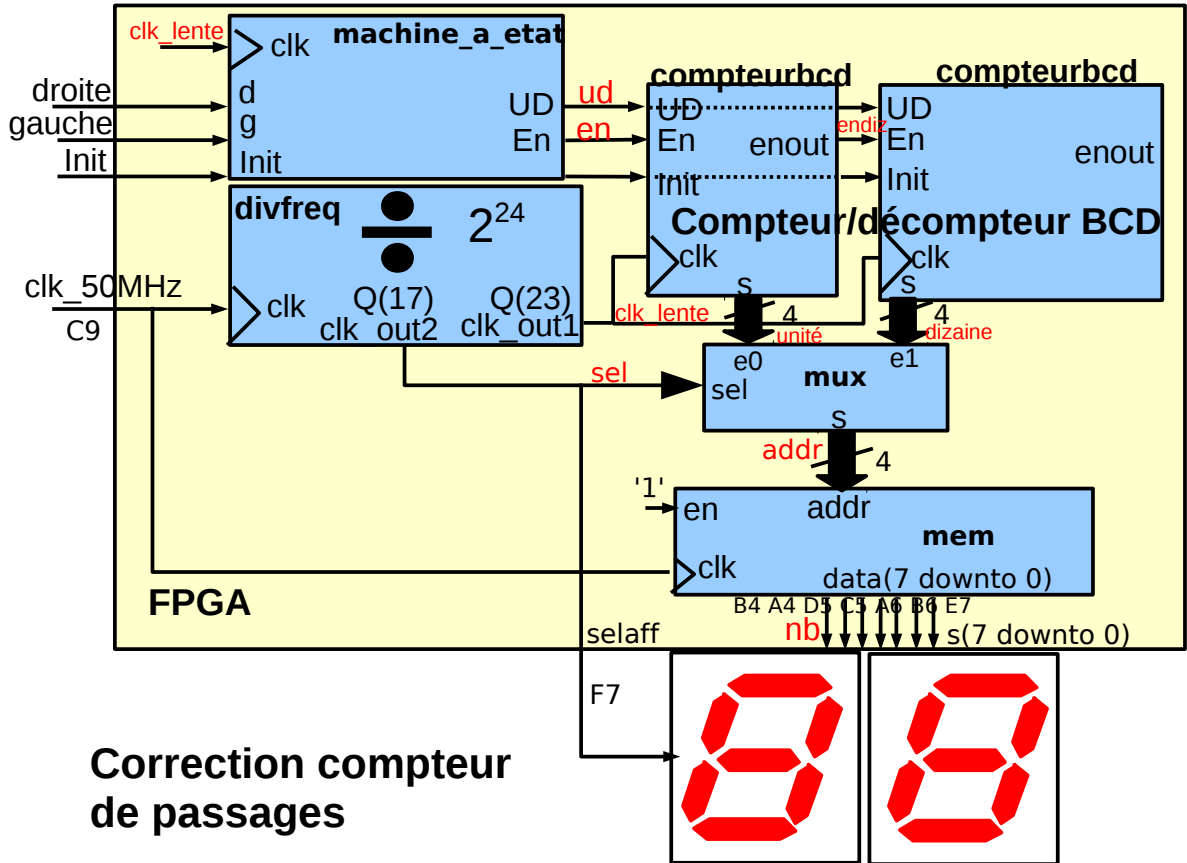 clk_lente
machine_a_etat
clk
droite
d
UD
ud
gauche
g
En
en
Init
Init
compteurbcd
UD
En
enout
Init
endiz
compteurbcd
UD
En
enout
Init
Compteur/décompteur BCD
clk
s
4
unité
clk
s
4
dizaine
divfreq
2^24
clk_50MHz
C9
clk
Q(17)
clk_out2
Q(23)
clk_out1
clk_lente
sel
e0
e1
mux
sel
s
addr
4
'1'
en
addr
mem
clk
data(7 downto 0)
B4 A4 D5 C5 A6 B6 E7
FPGA
nb
s(7 downto 0)
selaff
F7
Correction compteur
de passages